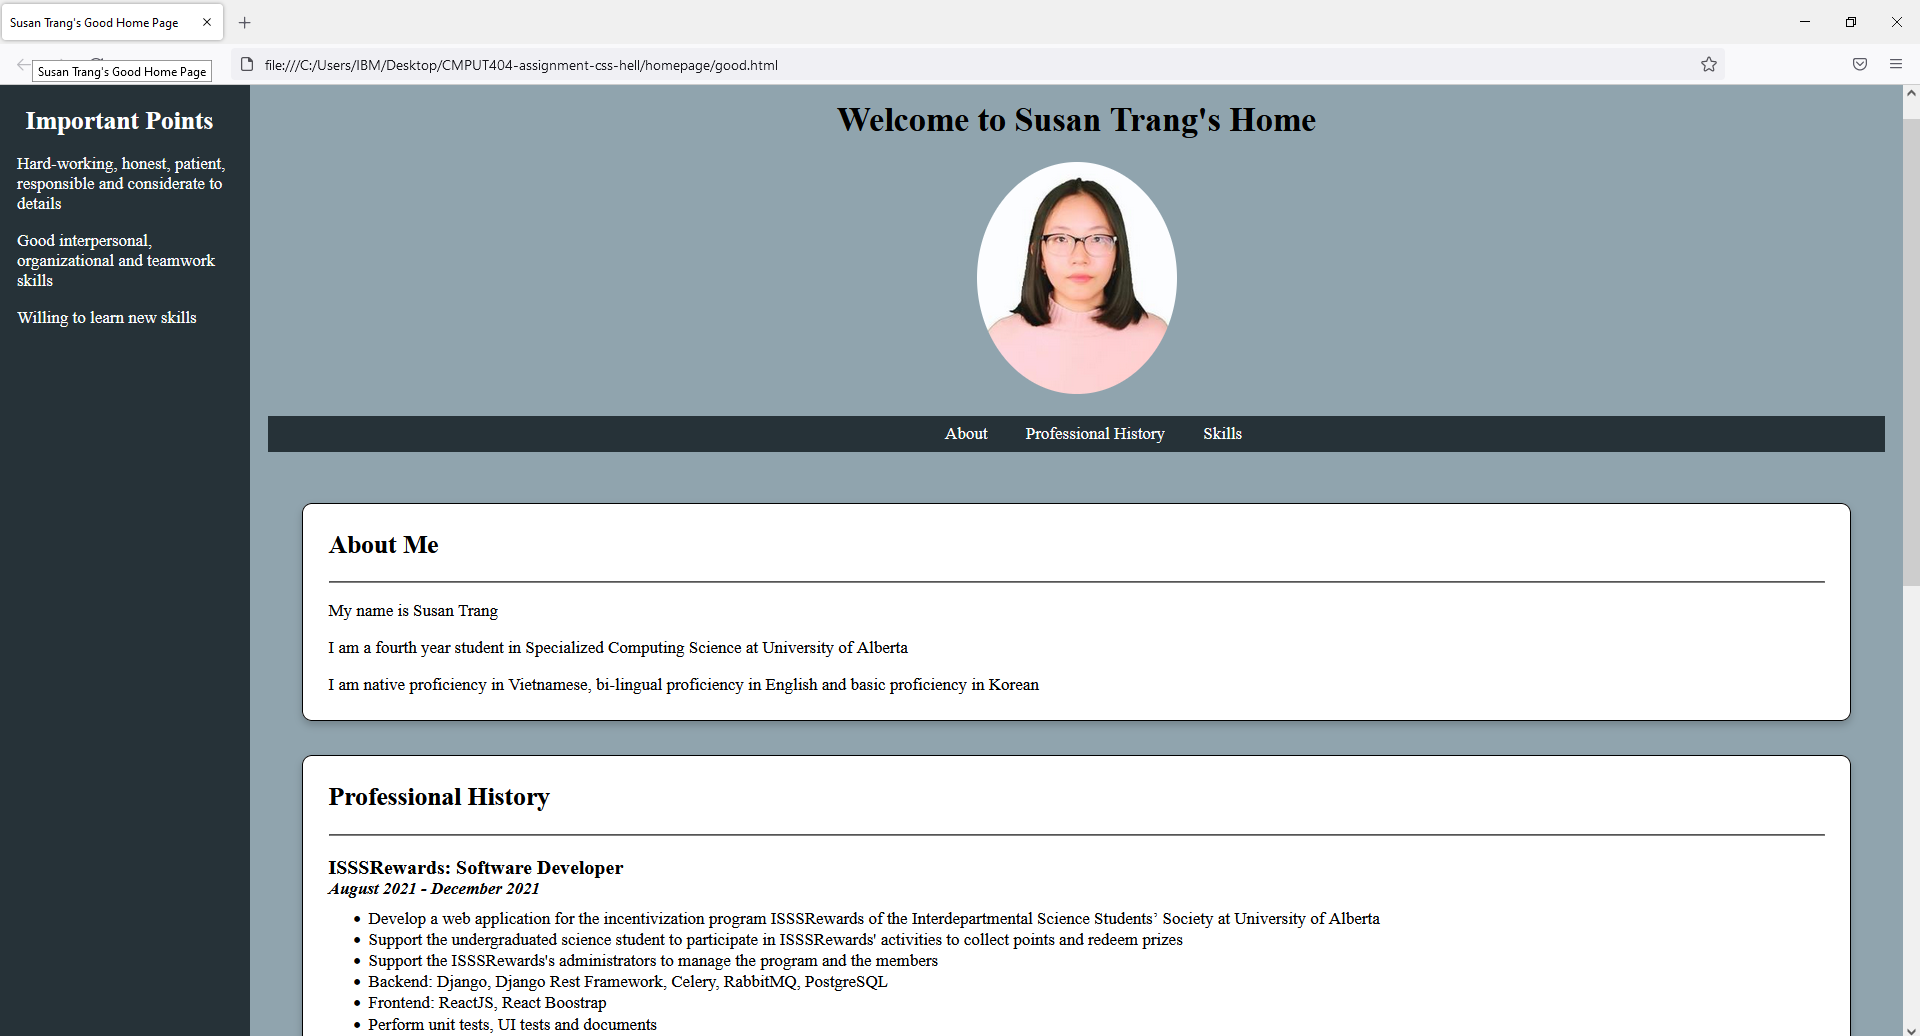 Susan Trang's Good Home Page
Susan Trang's Good Home Page
file:///C:/Users/IBM/Desktop/CMPUT404-assignment-css-hell/homepage/good.html
Important Points
Hard-working, honest, patient,
responsible and considerate to
details
Good interpersonal,
organizational and teamwork
skills
Willing to learn new skills
Welcome to Susan Trang's Home
About Professional History Skills
About Me
My name is Susan Trang
I am a fourth year student in Specialized Computing Science at University of Alberta
I am native proficiency in Vietnamese, bi-lingual proficiency in English and basic proficiency in Korean
Professional History
ISSSRewards: Software Developer
August 2021 - December 2021
• Develop a web application for the incentivization program ISSSRewards of the Interdepartmental Science Students’ Society at University of Alberta
• Support the undergraduated science student to participate in ISSSRewards' activities to collect points and redeem prizes
• Support the ISSSRewards's administrators to manage the program and the members
• Backend: Django, Django Rest Framework, Celery, RabbitMQ, PostgreSQL
• Frontend: ReactJS, React Boostrap
• Perform unit tests, UI tests and documents